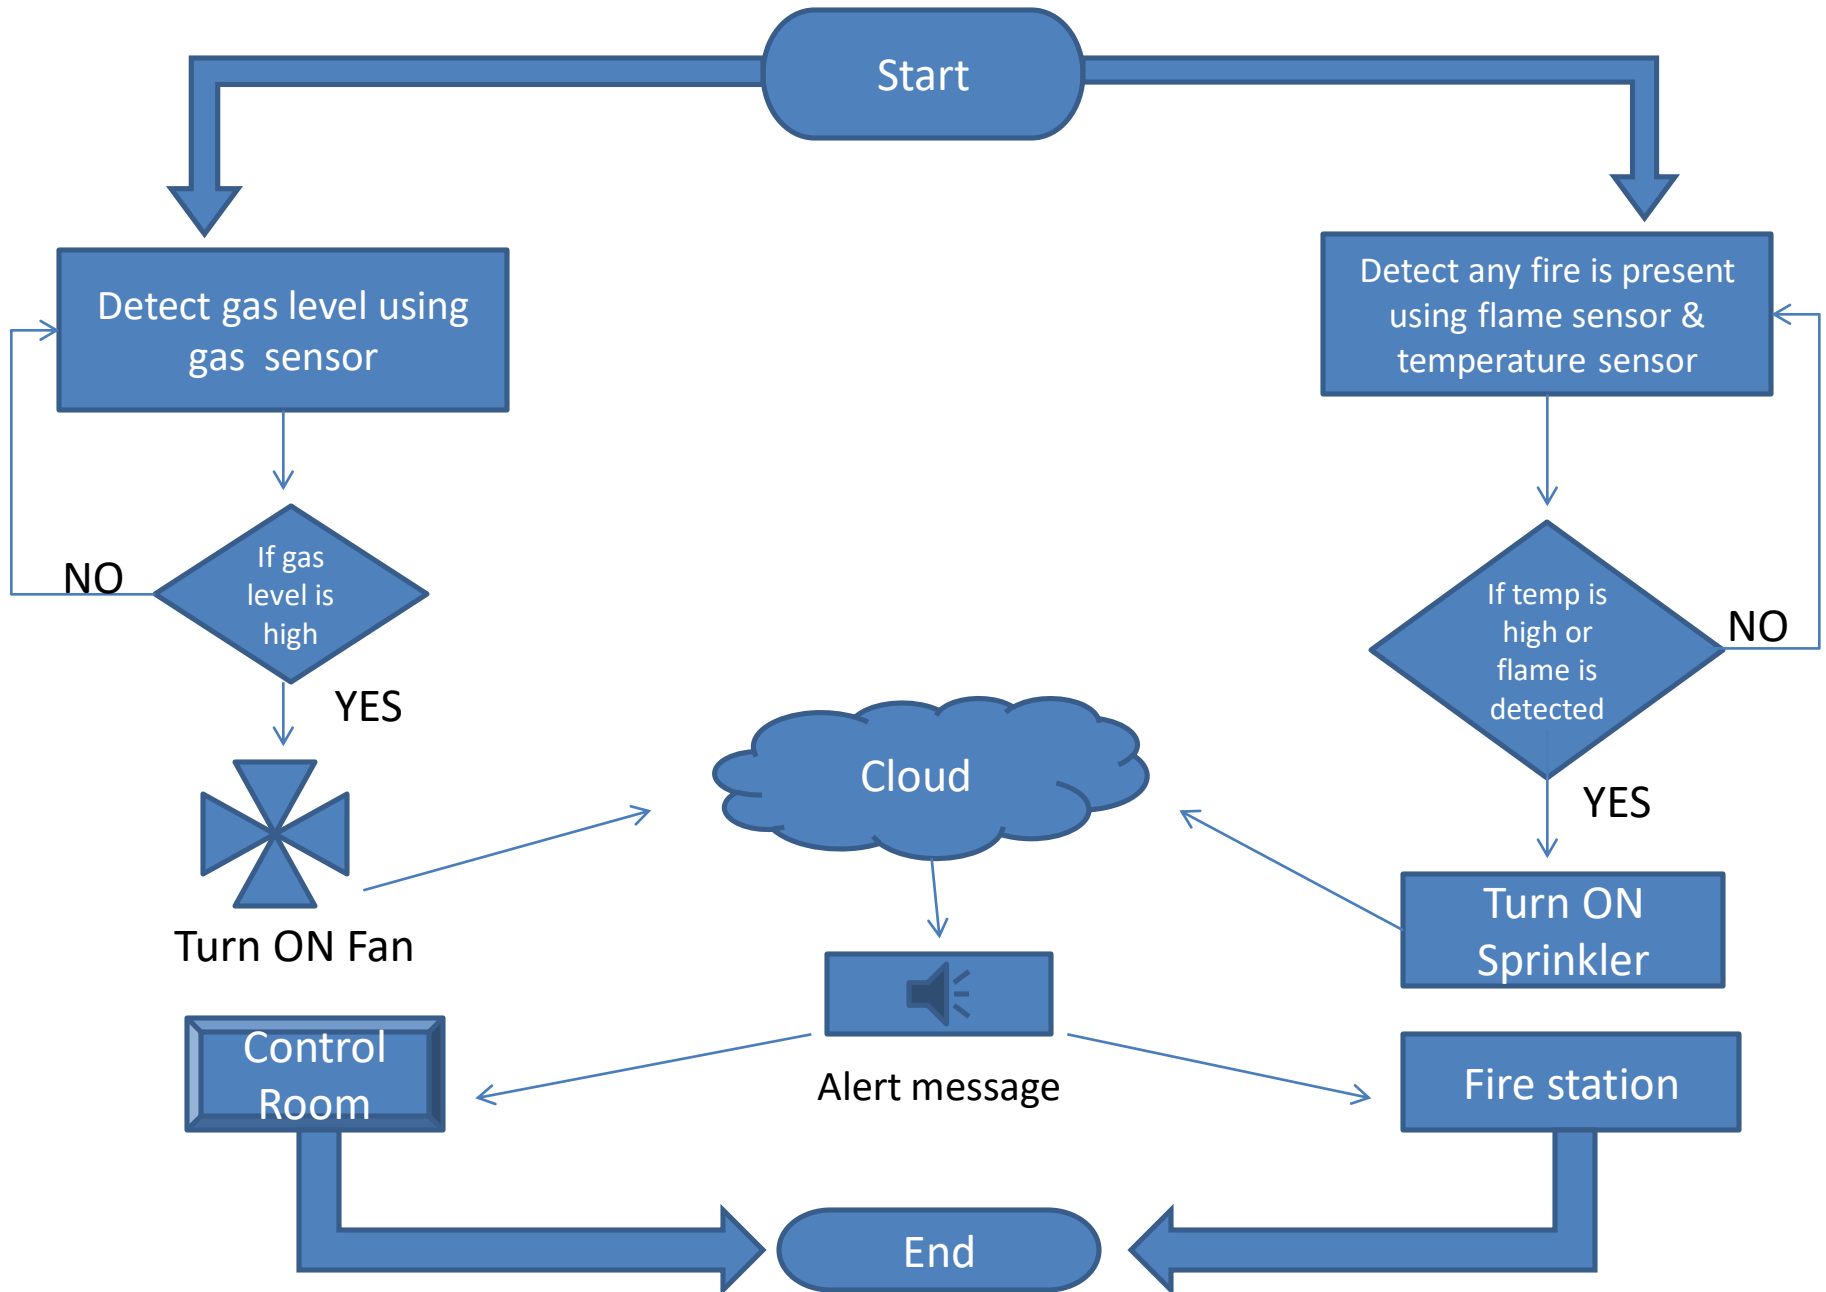 Start
Detect gas level using
gas  sensor
Detect any fire is present
using flame sensor &
temperature sensor
If gas
level is
high
NO
YES
If temp is
high or
flame is
detected
NO
YES
Cloud
Turn ON Fan
Turn ON
Sprinkler
Control
Room
Alert message
Fire station
End